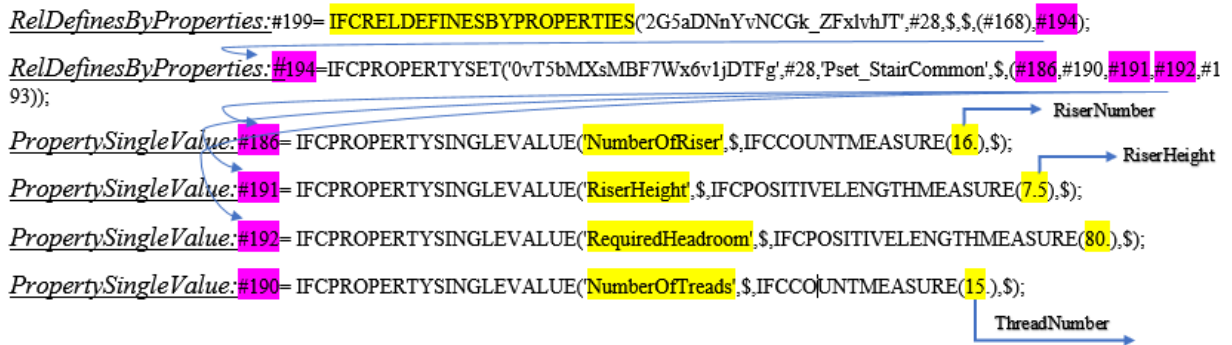 RelDefinesByProperties:#199= IFCRELDEFINESBYPROPERTIES('2G5aDNnYvNCGk_ZFxlvhJT',#28,$,$,(#168),#194);
RelDefinesByProperties:#194=IFCPROPERTYSET('0vT5bMXsMBF7Wx6v1jDTFg',#28,'Pset_StairCommon',$,(#186,#190,#191,#192,#1
93));
RiserNumber
PropertySingleValue:#186= IFCPROPERTYSINGLEVALUE('NumberOfRiser',$,IFCCOUNTMEASURE(16.),$);
RiserHeight
PropertySingleValue:#191= IFCPROPERTYSINGLEVALUE('RiserHeight',$,IFCPOSITIVELENGTHMEASURE(7.5),$);
PropertySingleValue:#192= IFCPROPERTYSINGLEVALUE('RequiredHeadroom',$,IFCPOSITIVELENGTHMEASURE(80.),$);
PropertySingleValue:#190= IFCPROPERTYSINGLEVALUE('NumberOfTreads',$,IFCCOUNTMEASURE(15.),$);
ThreadNumber